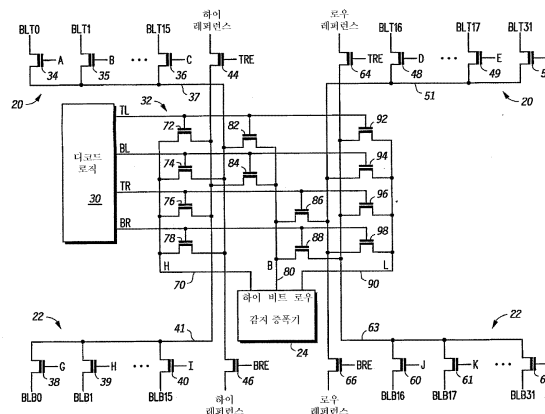 하이 레퍼런스
로우 레퍼런스
BLT0 BLT1 BLT15 BLT16 BLT17 BLT31
A B ... C TRE TRE D ... E
34 35 36 44 64 48 49
37 51
20 20
TL 32
72 82 92
BL
74 84 94
디코드 로직
30
TR
76 86 96
BR
78 88 98
H B L
70 80 90
하이 비트 로우
감지 증폭기
24
22 22
41 63
G H ... I BRE BRE J ... K
38 39 40 46 66 60 61
BLB0 BLB1 BLB15 BLB16 BLB17 BLB31
하이 레퍼런스
로우 레퍼런스